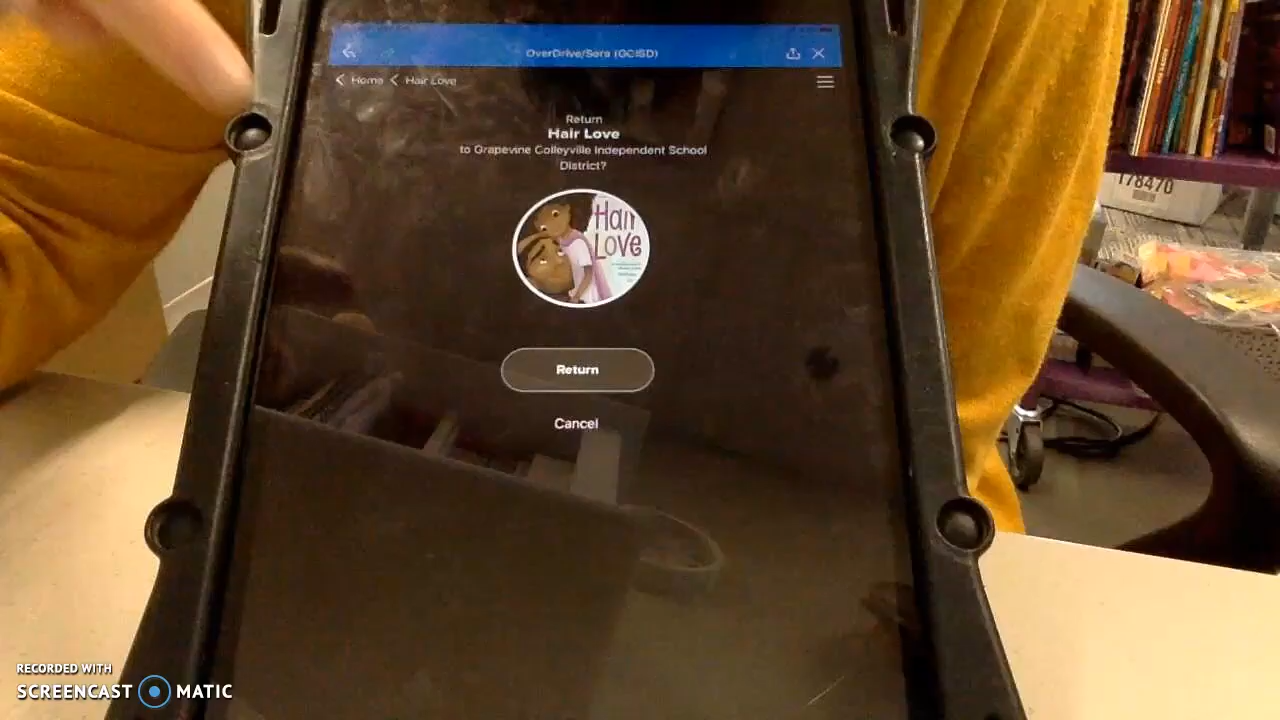 OverDrive/Sora (GCISD)
Home Hair Love
Return
Hair Love
to Grapevine Colleyville Independent School
District?
Hair
LOVE
Return
Cancel
178470
RECORDED WITH
SCREENCAST MATIC